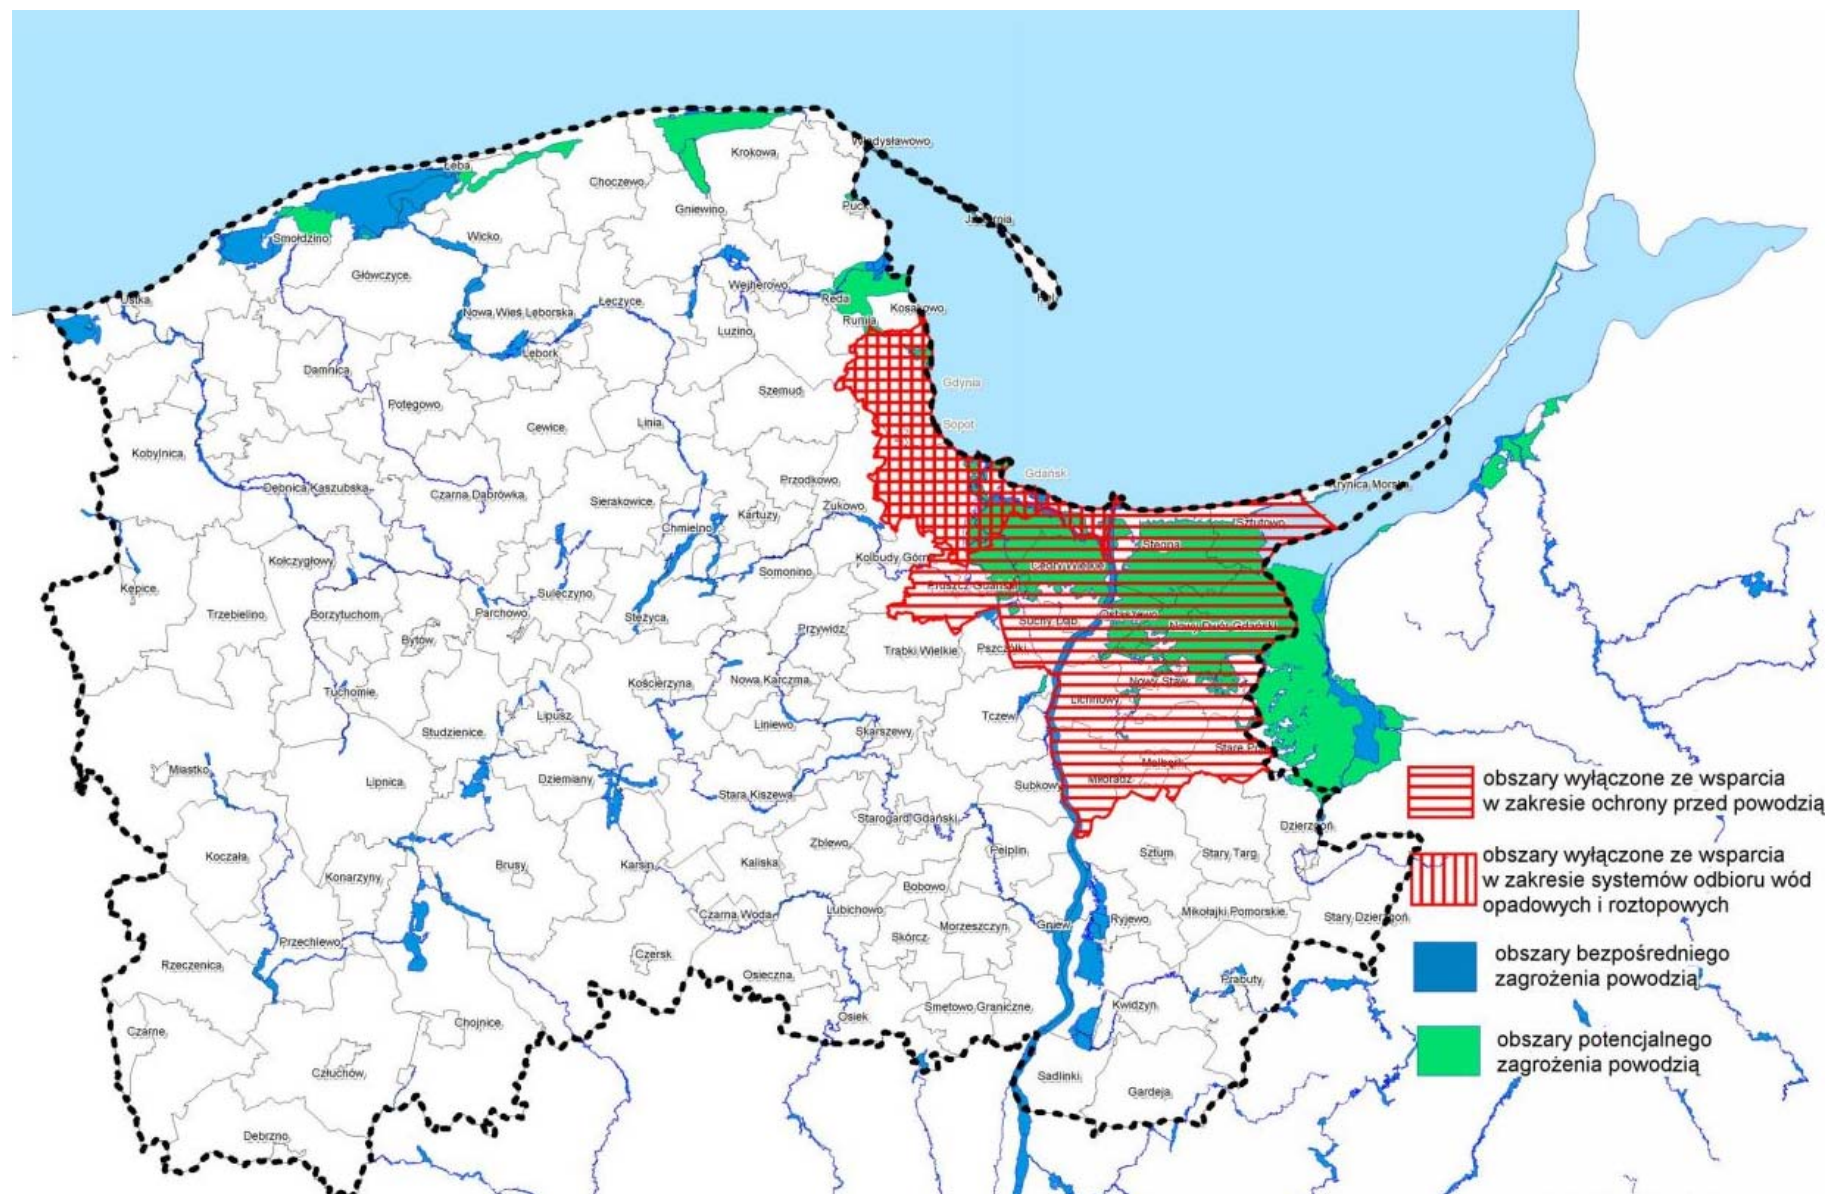 Władysławowo
Krokowa
Łeba
Choczewo
Jastarnia
Puck
Gniewino
Wicko
Smołdzino
Główczyce
Wejherowo
Hel
Ustka
Reda
Łęczyce
Kosakowo
Nowa Wieś Lęborska
Rumia
Luzino
Lębork
Damnica
Gdynia
Szemud
Potęgowo
Sopot
Cewice
Linia
Kobylnica
Gdańsk
Przodkowo
Krynica Morska
Dębnica Kaszubska
Czarna Dąbrówka
Sierakowice
Żukowo
Kartuzy
Chmielno
Sztutowo
Stegna
Kolbudy Górne
Kołczygłowy
Cedry Wielkie
Somonino
Kępice
Pruszcz Gdański
Sulęczyno
Trzebielino
Borzytuchom
Parchowo
Stężyca
Ostaszewo
Suchy Dąb
Nowy Dwór Gdański
Przywidz
Bytów
Trąbki Wielkie
Pszczółki
Kościerzyna
Nowa Karczma
Nowy Staw
Tuchomie
Lichnowy
Lipusz
Tczew
Liniewo
Studzienice
Skarszewy
Stare Pole
Malbork
Miastko
Miłoradz
Lipnica
Dziemiany
Subkowy
Stara Kiszewa
Starogard Gdański
Dzierzgoń
Zblewo
Pelplin
Sztum
Stary Targ
Koczała
Kaliska
Brusy
Karsin
Konarzyny
Bobowo
Lubichowo
Mikołajki Pomorskie
Czarna Woda
Stary Dzierzgoń
Ryjewo
Morzeszczyn
Gniew
Skórcz
Przechlewo
Czersk
Rzeczenica
Osieczna
Prabuty
Smętowo Graniczne
Kwidzyn
Osiek
Chojnice
Czarne
Człuchów
Sadlinki
Gardeja
Debrzno
obszary wyłączone ze wsparcia
w zakresie ochrony przed powodzią
obszary wyłączone ze wsparcia
w zakresie systemów odbioru wód
opadowych i roztopowych
obszary bezpośredniego
zagrożenia powodzią
obszary potencjalnego
zagrożenia powodzią